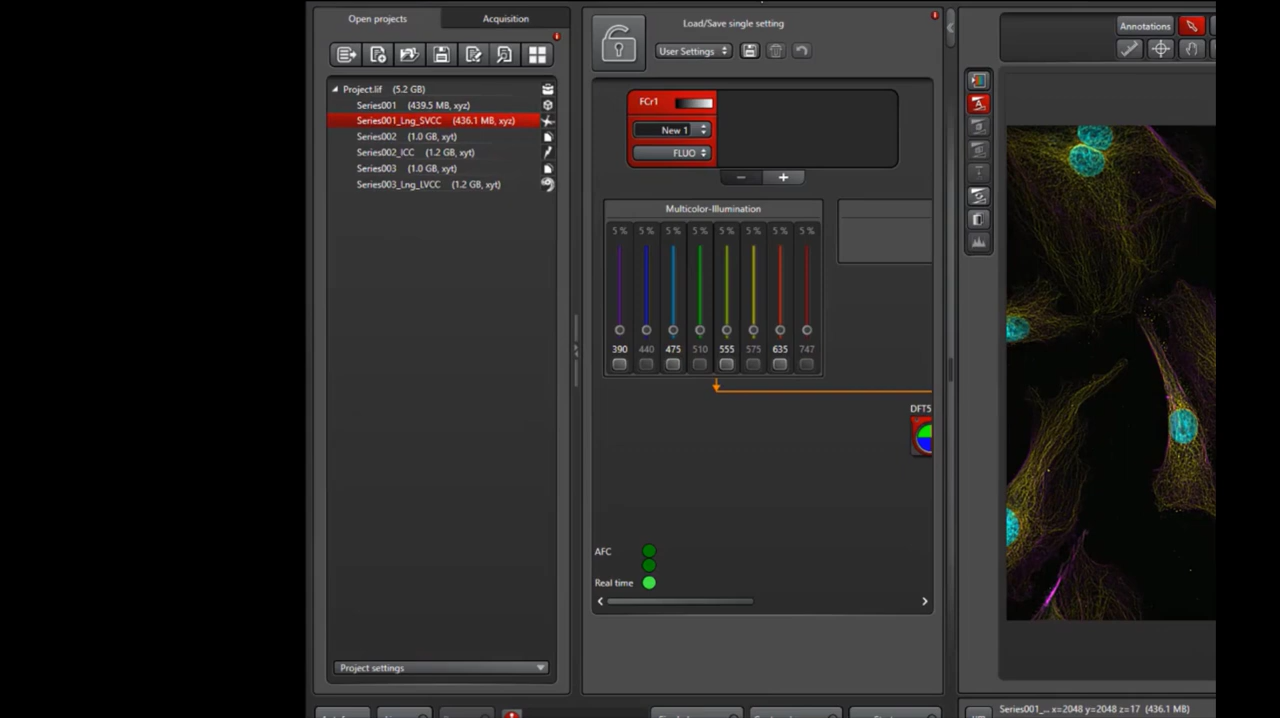 Open projects
Acquisition
Project.lif (5.2 GB)
Series001 (439.5 MB, xyz)
Series001_Lng_SVCC (436.1 MB, xyz)
Series002 (1.0 GB, xyt)
Series002_ICC (1.2 GB, xyt)
Series003 (1.0 GB, xyt)
Series003_Lng_LVCC (1.2 GB, xyt)
Project settings
Load/Save single setting
User Settings
FCr1
New 1
FLUO
Multicolor-Illumination
5 % 5 % 5 % 5 % 5 % 5 % 5 % 5 %
390 440 475 510 555 575 635 747
DFT5
AFC
Real time
Annotations
Series001_... x=2048 y=2048 z=17 (436.1 MB)